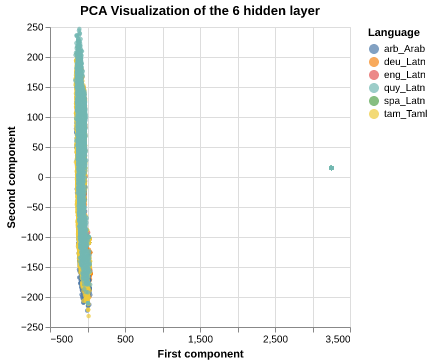 PCA Visualization of the 6 hidden layer
Second component
250
200
150
100
50
0
−50
−100
−150
−200
−250
−500
500
1,500
2,500
3,500
First component
Language
arb_Arab
deu_Latn
eng_Latn
quy_Latn
spa_Latn
tam_Taml